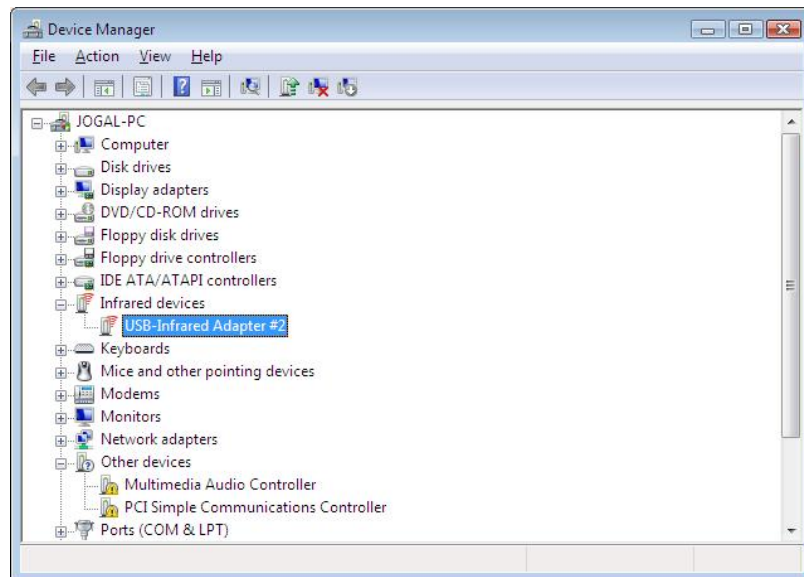 Device Manager
File Action View Help
JOGAL-PC
Computer
Disk drives
Display adapters
DVD/CD-ROM drives
Floppy disk drives
Floppy drive controllers
IDE ATA/ATAPI controllers
Infrared devices
USB-Infrared Adapter #2
Keyboards
Mice and other pointing devices
Modems
Monitors
Network adapters
Other devices
Multimedia Audio Controller
PCI Simple Communications Controller
Ports (COM & LPT)